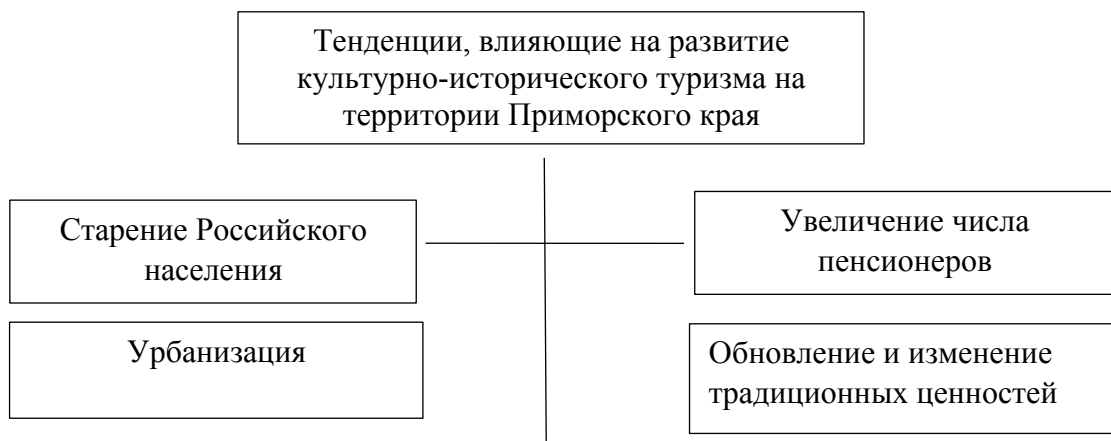 Тенденции, влияющие на развитие
культурно-исторического туризма на
территории Приморского края
Старение Российского
населения
Увеличение числа
пенсионеров
Урбанизация
Обновление и изменение
традиционных ценностей